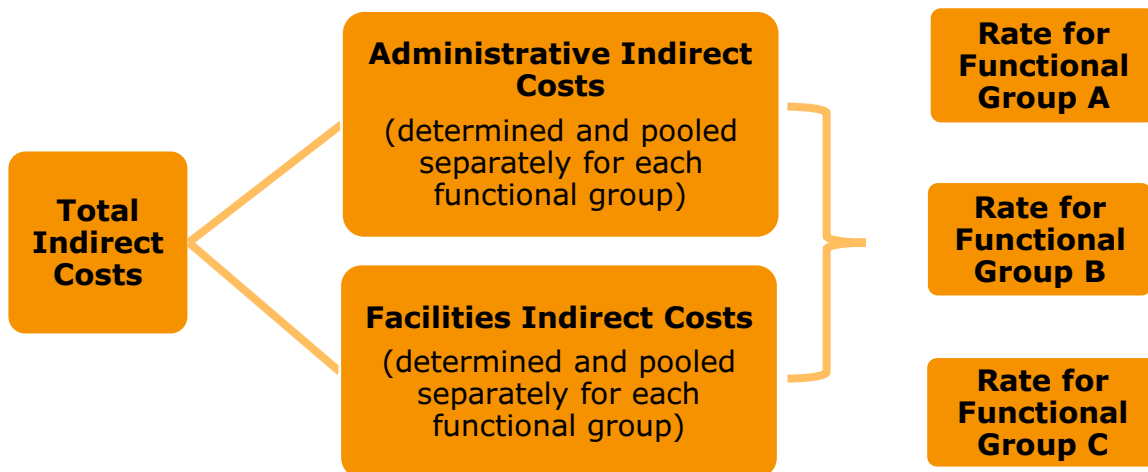 Total
Indirect
Costs
Administrative Indirect
Costs
(determined and pooled
separately for each
functional group)
Facilities Indirect Costs
(determined and pooled
separately for each
functional group)
Rate for
Functional
Group A
Rate for
Functional
Group B
Rate for
Functional
Group C